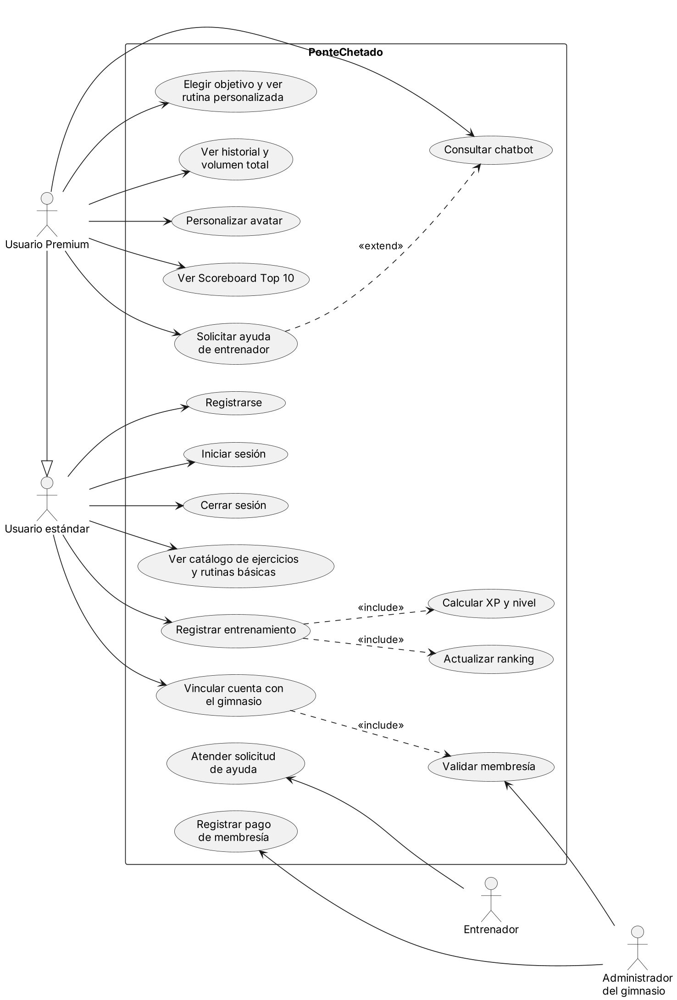 PonteChetado
Elegir objetivo y ver
rutina personalizada
Ver historial y
volumen total
Consultar chatbot
Personalizar avatar
Usuario Premium
«extend»
Ver Scoreboard Top 10
Solicitar ayuda
de entrenador
Registrarse
Iniciar sesión
Cerrar sesión
Usuario estándar
Ver catálogo de ejercicios
y rutinas básicas
Calcular XP y nivel
«include»
Registrar entrenamiento
«include»
Actualizar ranking
Vincular cuenta con
el gimnasio
«include»
Atender solicitud
de ayuda
Validar membresía
Registrar pago
de membresía
Entrenador
Administrador
del gimnasio